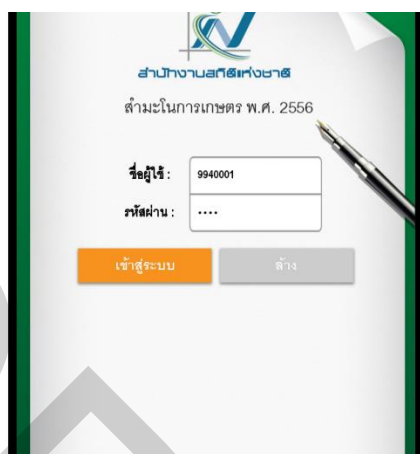 สำนักงานสถิติแห่งชาติ
สำมะโนการเกษตร พ.ศ. 2556
ชื่อผู้ใช้ : 9940001
รหัสผ่าน : ....
เข้าสู่ระบบ ล้าง